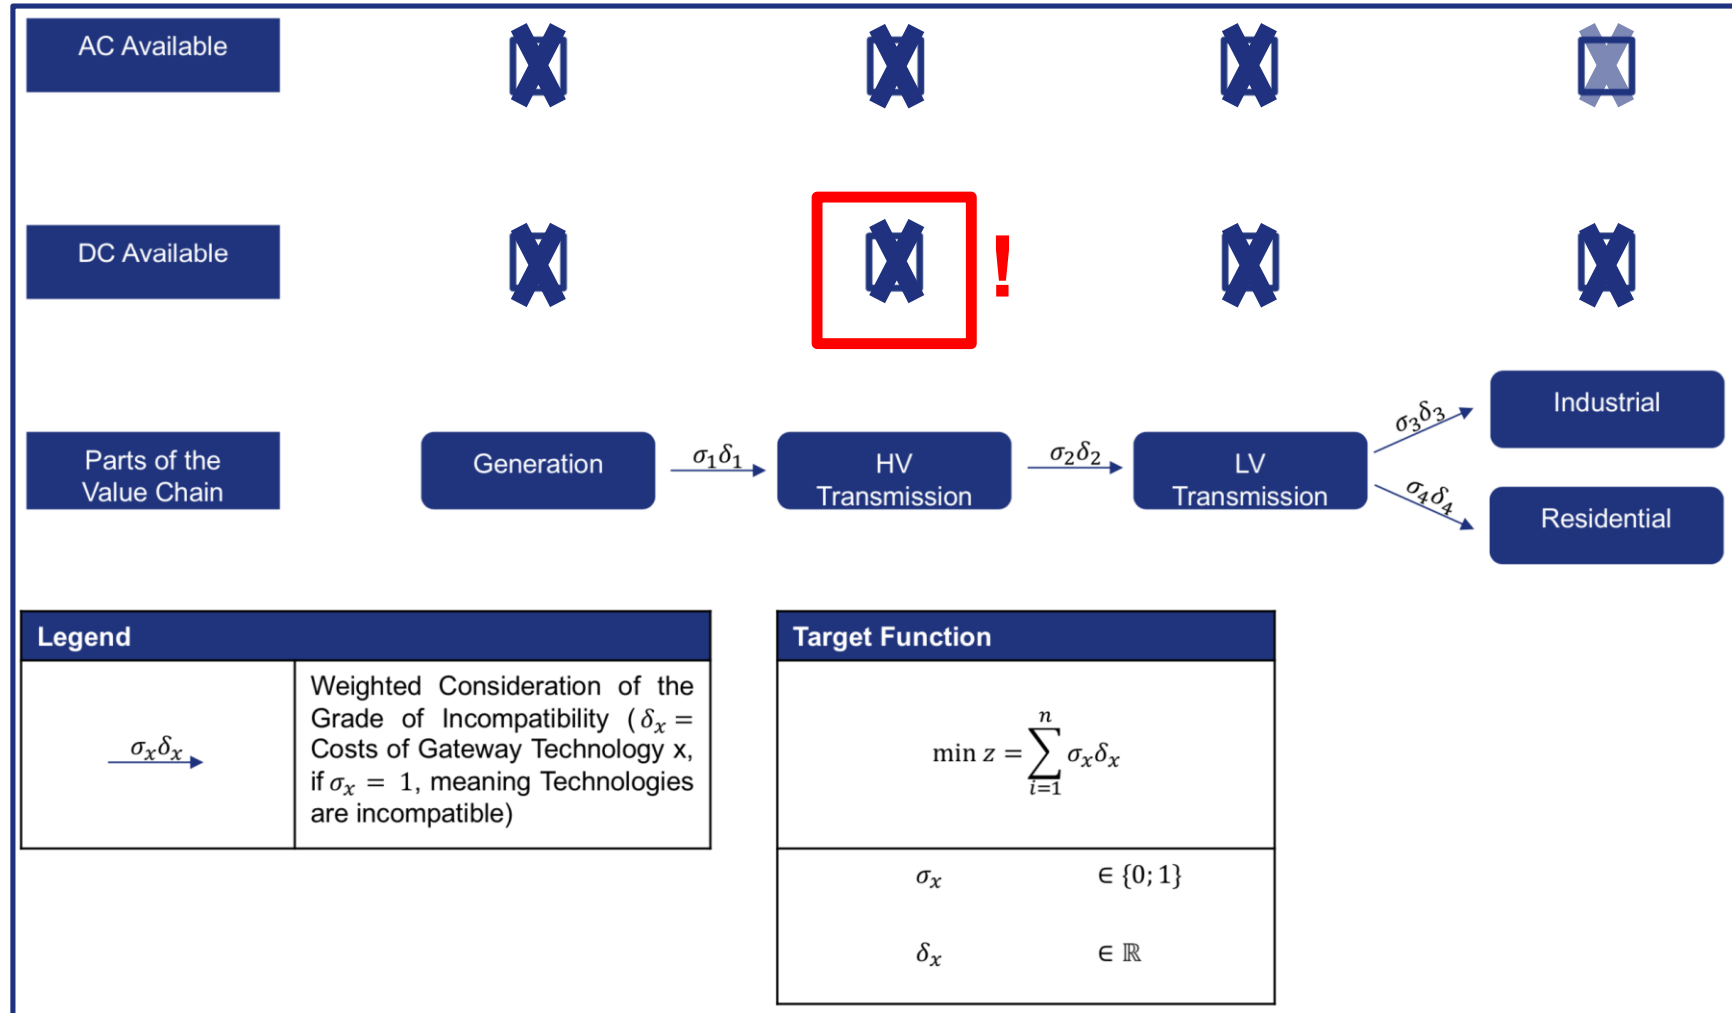 AC Available
DC Available
!
Parts of the
Value Chain
Generation
σ₁δ₁
HV
Transmission
σ₂δ₂
LV
Transmission
σ₃δ₃
σ₄δ₄
Industrial
Residential
Legend
σₓδₓ
Weighted Consideration of the
Grade of Incompatibility (δₓ =
Costs of Gateway Technology x,
if σₓ = 1, meaning Technologies
are incompatible)
Target Function
min z = ∑ⁿᵢ₌₁ σₓδₓ
σₓ ∈ {0; 1}
δₓ ∈ ℝ